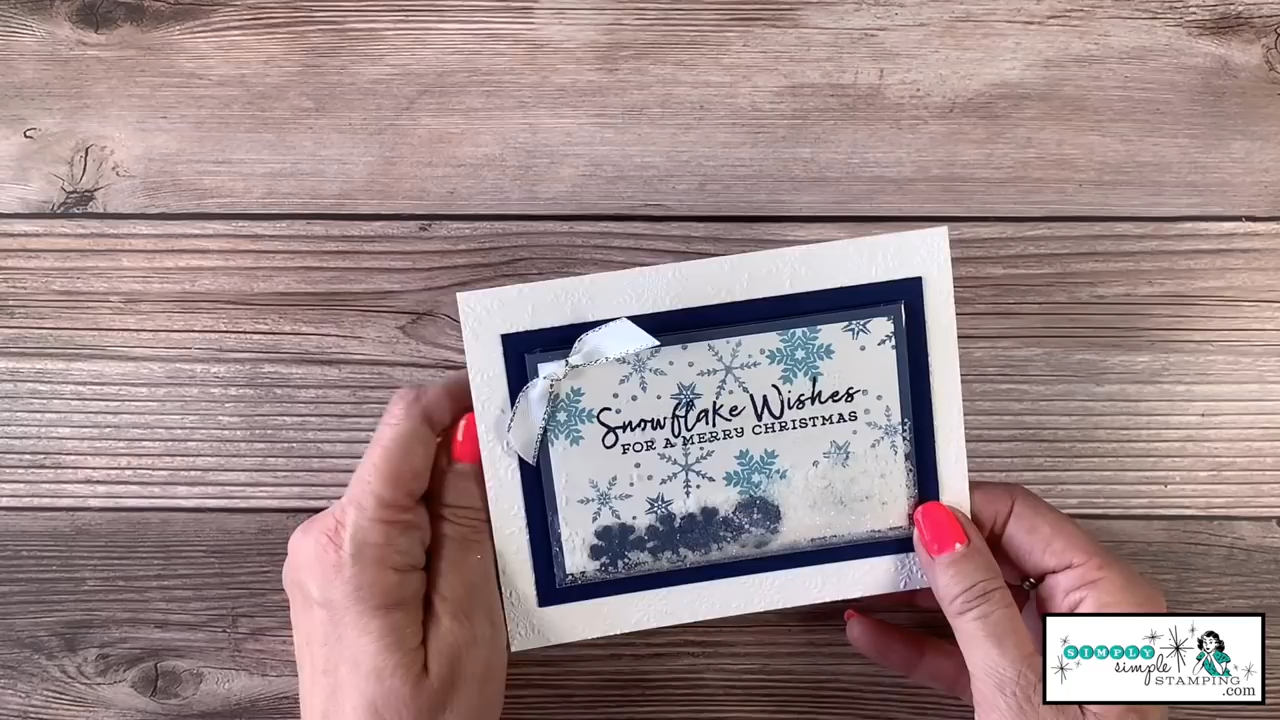 Snowflake Wishes
FOR A MERRY CHRISTMAS
SIMPLY
simple
STAMPING
.com